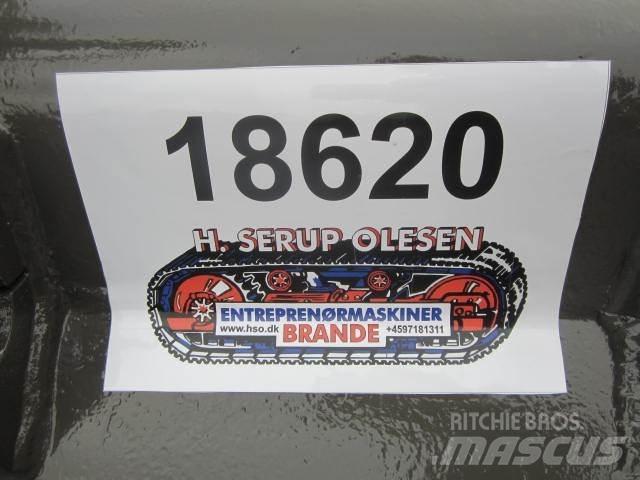 18620
H. SERUP OLESEN
ENTREPRENØRMASKINER
www.hso.dk BRANDE +4597181311
RITCHIE BROS.
MASCUS